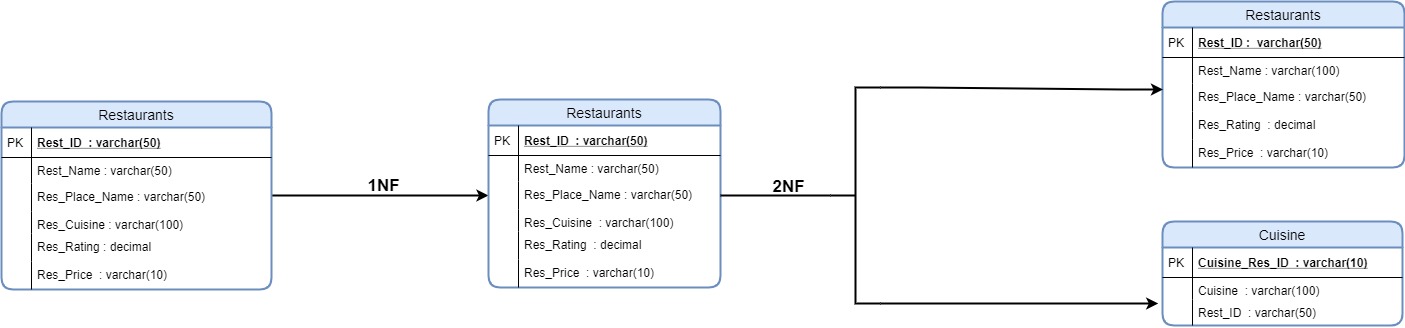 Restaurants
PK Rest_ID : varchar(50)
Rest_Name : varchar(50)
Res_Place_Name : varchar(50)
Res_Cuisine : varchar(100)
Res_Rating : decimal
Res_Price : varchar(10)
1NF
Restaurants
PK Rest_ID : varchar(50)
Rest_Name : varchar(50)
Res_Place_Name : varchar(50)
Res_Cuisine : varchar(100)
Res_Rating : decimal
Res_Price : varchar(10)
2NF
Restaurants
PK Rest_ID : varchar(50)
Rest_Name : varchar(100)
Res_Place_Name : varchar(50)
Res_Rating : decimal
Res_Price : varchar(10)
Cuisine
PK Cuisine_Res_ID : varchar(10)
Cuisine : varchar(100)
Rest_ID : varchar(50)